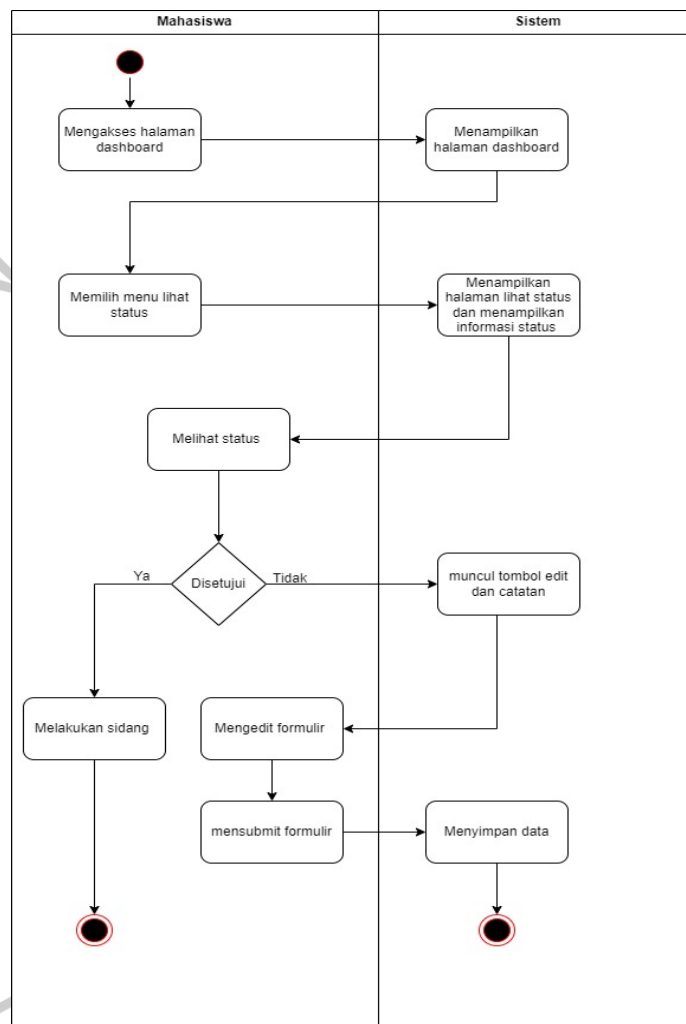 Mahasiswa
Sistem
Mengakses halaman
dashboard
Menampilkan
halaman dashboard
Memilih menu lihat
status
Menampilkan
halaman lihat status
dan menampilkan
informasi status
Melihat status
Disetujui
Ya
Tidak
muncul tombol edit
dan catatan
Melakukan sidang
Mengedit formulir
mensubmit formulir
Menyimpan data